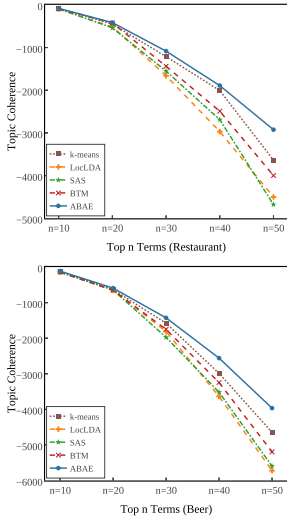 0
−1000
−2000
−3000
−4000
−5000
Topic Coherence
k-means
LocLDA
SAS
BTM
ABAE
n=10 n=20 n=30 n=40 n=50
Top n Terms (Restaurant)
0
−1000
−2000
−3000
−4000
−5000
−6000
Topic Coherence
k-means
LocLDA
SAS
BTM
ABAE
n=10 n=20 n=30 n=40 n=50
Top n Terms (Beer)